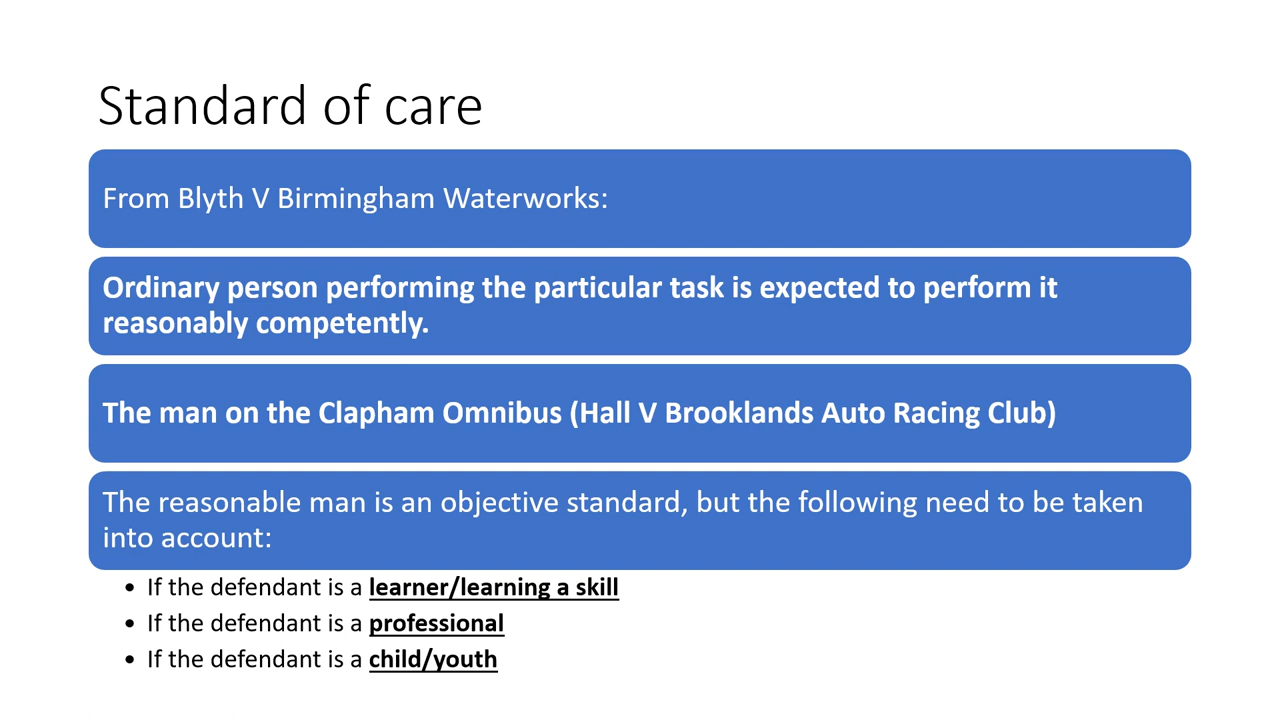 Standard of care
From Blyth V Birmingham Waterworks:
Ordinary person performing the particular task is expected to perform it
reasonably competently.
The man on the Clapham Omnibus (Hall V Brooklands Auto Racing Club)
The reasonable man is an objective standard, but the following need to be taken
into account:
• If the defendant is a learner/learning a skill
• If the defendant is a professional
• If the defendant is a child/youth